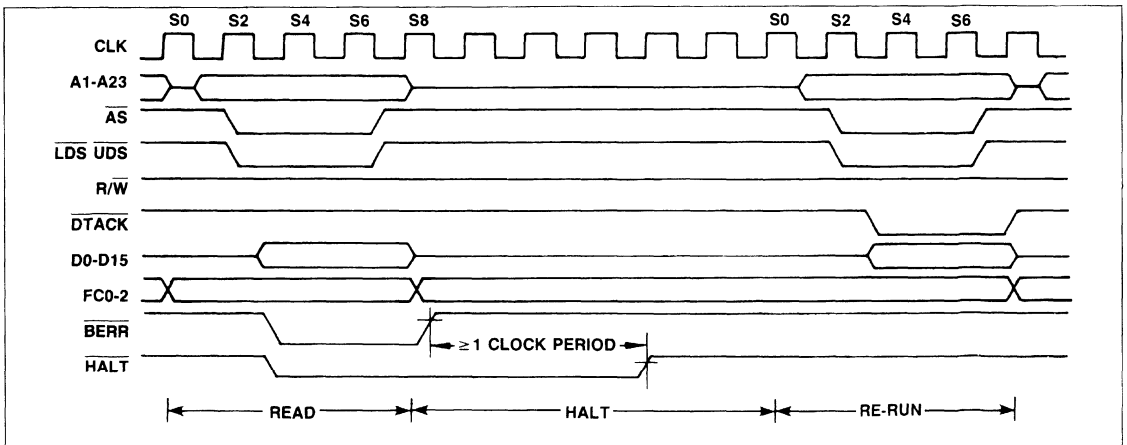 S0 S2 S4 S6 S8 S0 S2 S4 S6
CLK
A1-A23
AS
LDS UDS
R/W
DTACK
D0-D15
FC0-2
BERR
≥1 CLOCK PERIOD
HALT
READ HALT RE-RUN